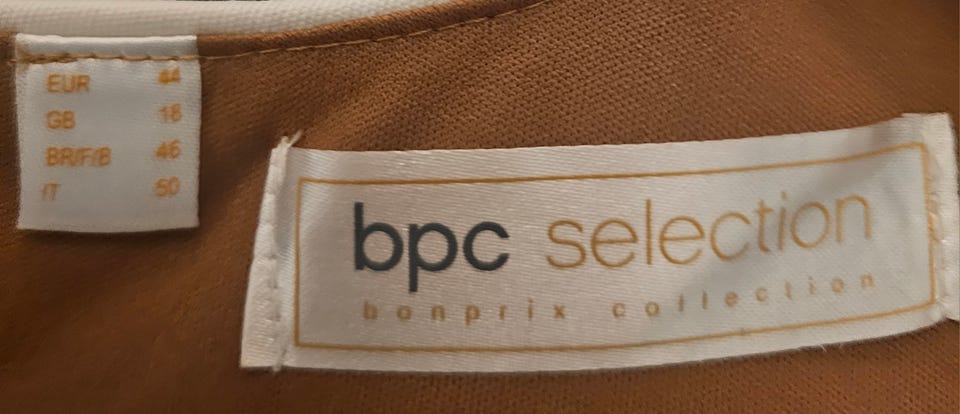 EUR 44
GB 18
BR/F/B 46
IT 50
bpc selection
bonprix collection